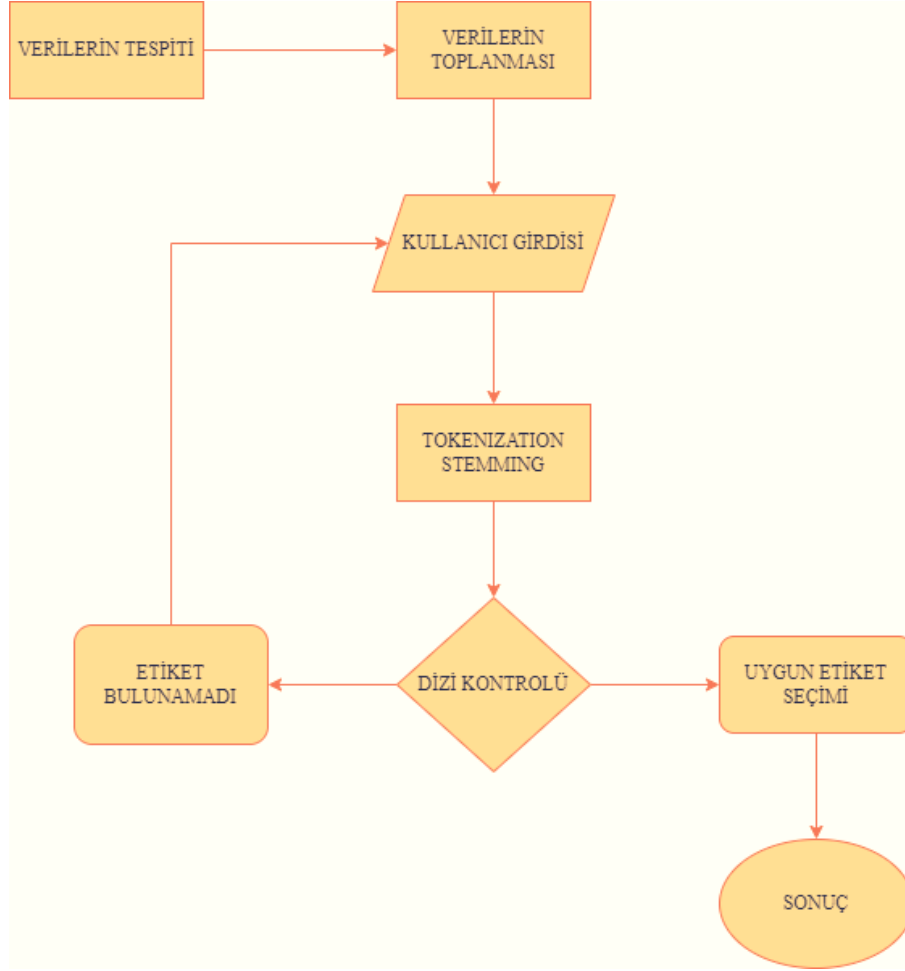 VERİLERİN TESPİTİ
VERİLERİN
TOPLANMASI
KULLANICI GİRDİSİ
TOKENIZATION
STEMMING
DİZİ KONTROLÜ
ETİKET
BULUNAMADI
UYGUN ETİKET
SEÇİMİ
SONUÇ